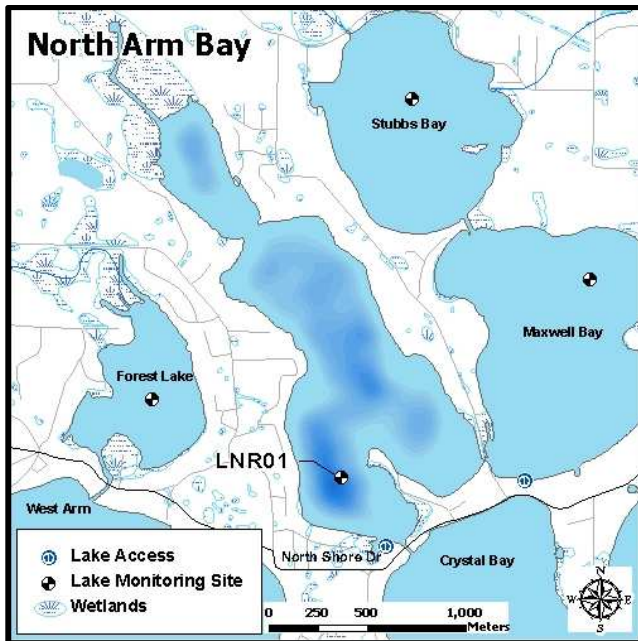 North Arm Bay
Stubbs Bay
Maxwell Bay
Forest Lake
LNR01
West Arm
North Shore Dr
Crystal Bay
Lake Access
Lake Monitoring Site
Wetlands
0 250 500 1,000
Meters
N
W E
S